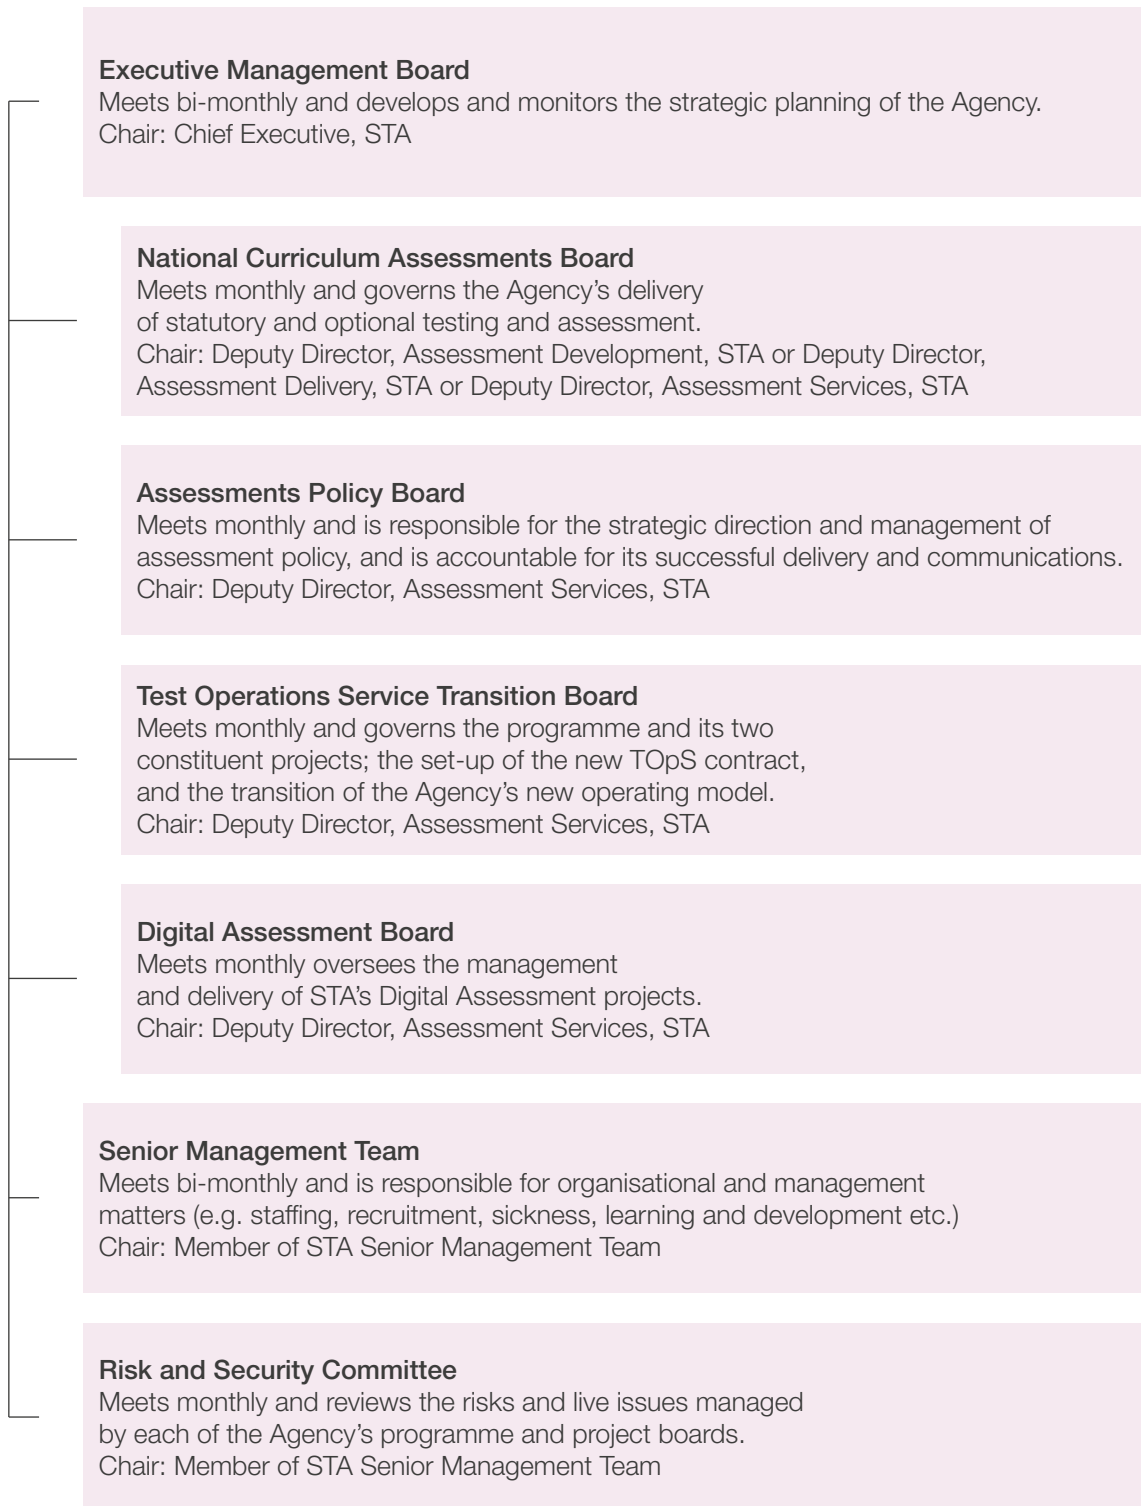 Executive Management Board
Meets bi-monthly and develops and monitors the strategic planning of the Agency.
Chair: Chief Executive, STA
National Curriculum Assessments Board
Meets monthly and governs the Agency’s delivery
of statutory and optional testing and assessment.
Chair: Deputy Director, Assessment Development, STA or Deputy Director,
Assessment Delivery, STA or Deputy Director, Assessment Services, STA
Assessments Policy Board
Meets monthly and is responsible for the strategic direction and management of
assessment policy, and is accountable for its successful delivery and communications.
Chair: Deputy Director, Assessment Services, STA
Test Operations Service Transition Board
Meets monthly and governs the programme and its two
constituent projects; the set-up of the new TOpS contract,
and the transition of the Agency’s new operating model.
Chair: Deputy Director, Assessment Services, STA
Digital Assessment Board
Meets monthly oversees the management
and delivery of STA’s Digital Assessment projects.
Chair: Deputy Director, Assessment Services, STA
Senior Management Team
Meets bi-monthly and is responsible for organisational and management
matters (e.g. staffing, recruitment, sickness, learning and development etc.)
Chair: Member of STA Senior Management Team
Risk and Security Committee
Meets monthly and reviews the risks and live issues managed
by each of the Agency’s programme and project boards.
Chair: Member of STA Senior Management Team